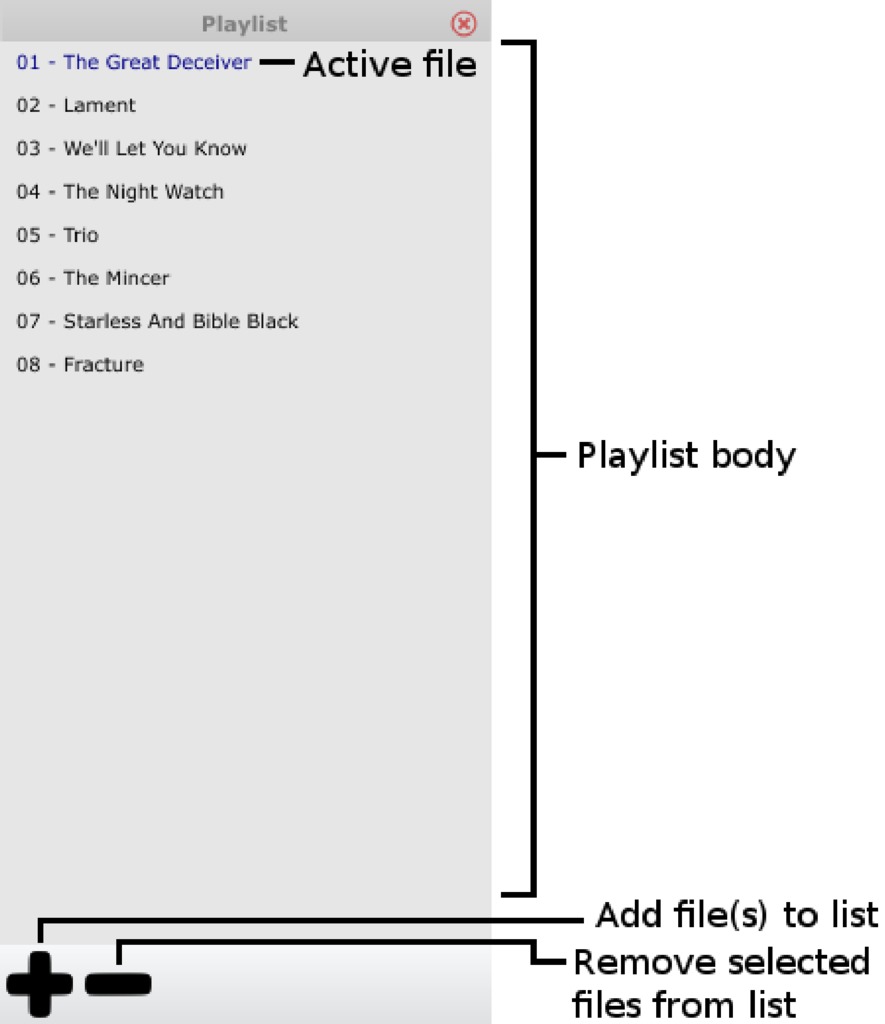 Playlist
01 - The Great Deceiver
Active file
02 - Lament
03 - We'll Let You Know
04 - The Night Watch
05 - Trio
06 - The Mincer
07 - Starless And Bible Black
08 - Fracture
Playlist body
Add file(s) to list
Remove selected
files from list